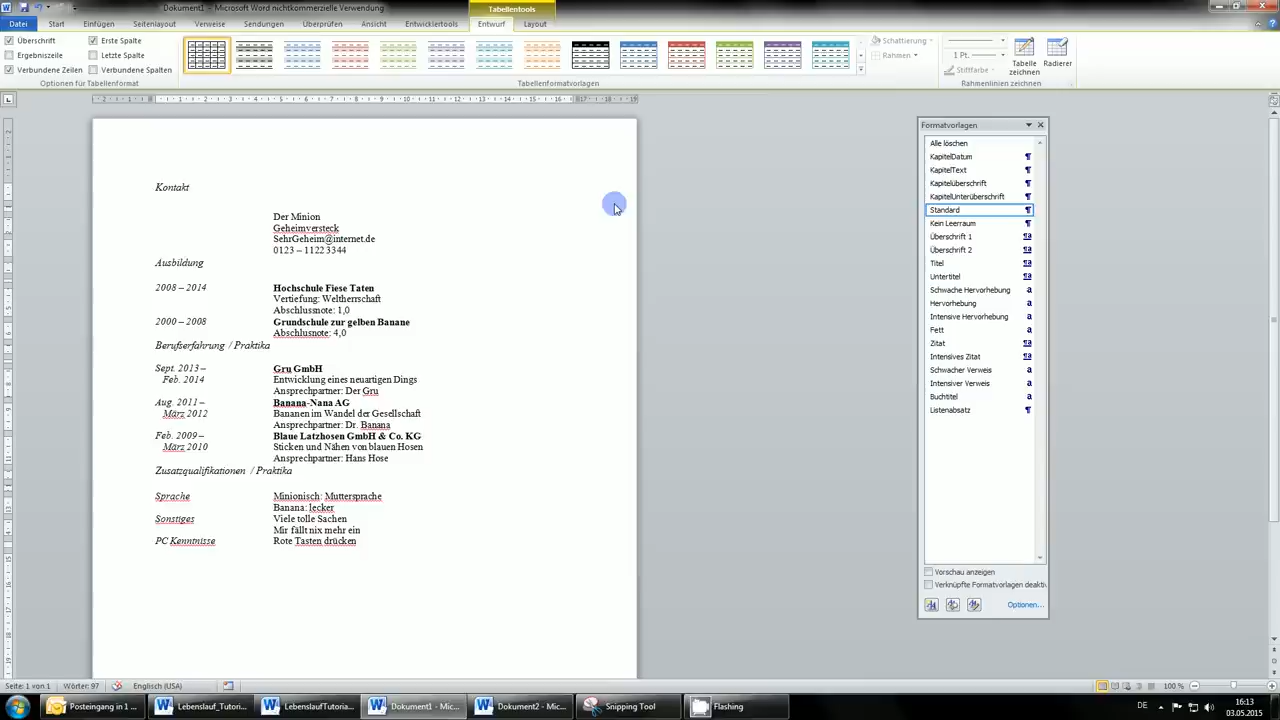 Dokument1 - Microsoft Word nichtkommerzielle Verwendung
Tabellentools
Datei Start Einfügen Seitenlayout Verweise Sendungen Überprüfen Ansicht Entwicklertools Entwurf Layout
Überschrift Erste Spalte
Ergebniszeile Letzte Spalte
Verbundene Zeilen Verbundene Spalten
Schattierung
Rahmen
1 Pt.
Stiftfarbe
Tabelle zeichnen
Radierer
Optionen für Tabellenformat
Tabellenformatvorlagen
Rahmenlinien zeichnen
Kontakt
Der Minion
Geheimversteck
SehrGeheim@internet.de
0123 – 1122 3344
Ausbildung
2008 – 2014 Hochschule Fiese Taten
Vertiefung: Weltherrschaft
Abschlussnote: 1,0
2000 – 2008 Grundschule zur gelben Banane
Abschlusnote: 4,0
Berufserfahrung / Praktika
Sept. 2013 – Gru GmbH
Feb. 2014 Entwicklung eines neuartigen Dings
Ansprechpartner: Der Gru
Aug. 2011 – Banana-Nana AG
März 2012 Bananen im Wandel der Gesellschaft
Ansprechpartner: Dr. Banana
Feb. 2009 – Blaue Latzhosen GmbH & Co. KG
März 2010 Sticken und Nähen von blauen Hosen
Ansprechpartner: Hans Hose
Zusatzqualifikationen / Praktika
Sprache Minionisch: Muttersprache
Banana: lecker
Sonstiges Viele tolle Sachen
Mir fällt nix mehr ein
PC Kenntnisse Rote Tasten drücken
Formatvorlagen
Alle löschen
KapitelDatum
KapitelText
Kapitelüberschrift
KapitelUnterüberschrift
Standard
Kein Leerraum
Überschrift 1
Überschrift 2
Titel
Untertitel
Schwache Hervorhebung
Hervorhebung
Intensive Hervorhebung
Fett
Zitat
Intensives Zitat
Schwacher Verweis
Intensiver Verweis
Buchtitel
Listenabsatz
Vorschau anzeigen
Verknüpfte Formatvorlagen deaktiv
Optionen...
Seite: 1 von 1 Wörter: 97 Englisch (USA) 100 %
Posteingang in 1 ... Lebenslauf_Tutori... LebenslaufTutoria... Dokument1 - Mic... Dokument2 - Mic... Snipping Tool Flashing DE 16:13
03.05.2015